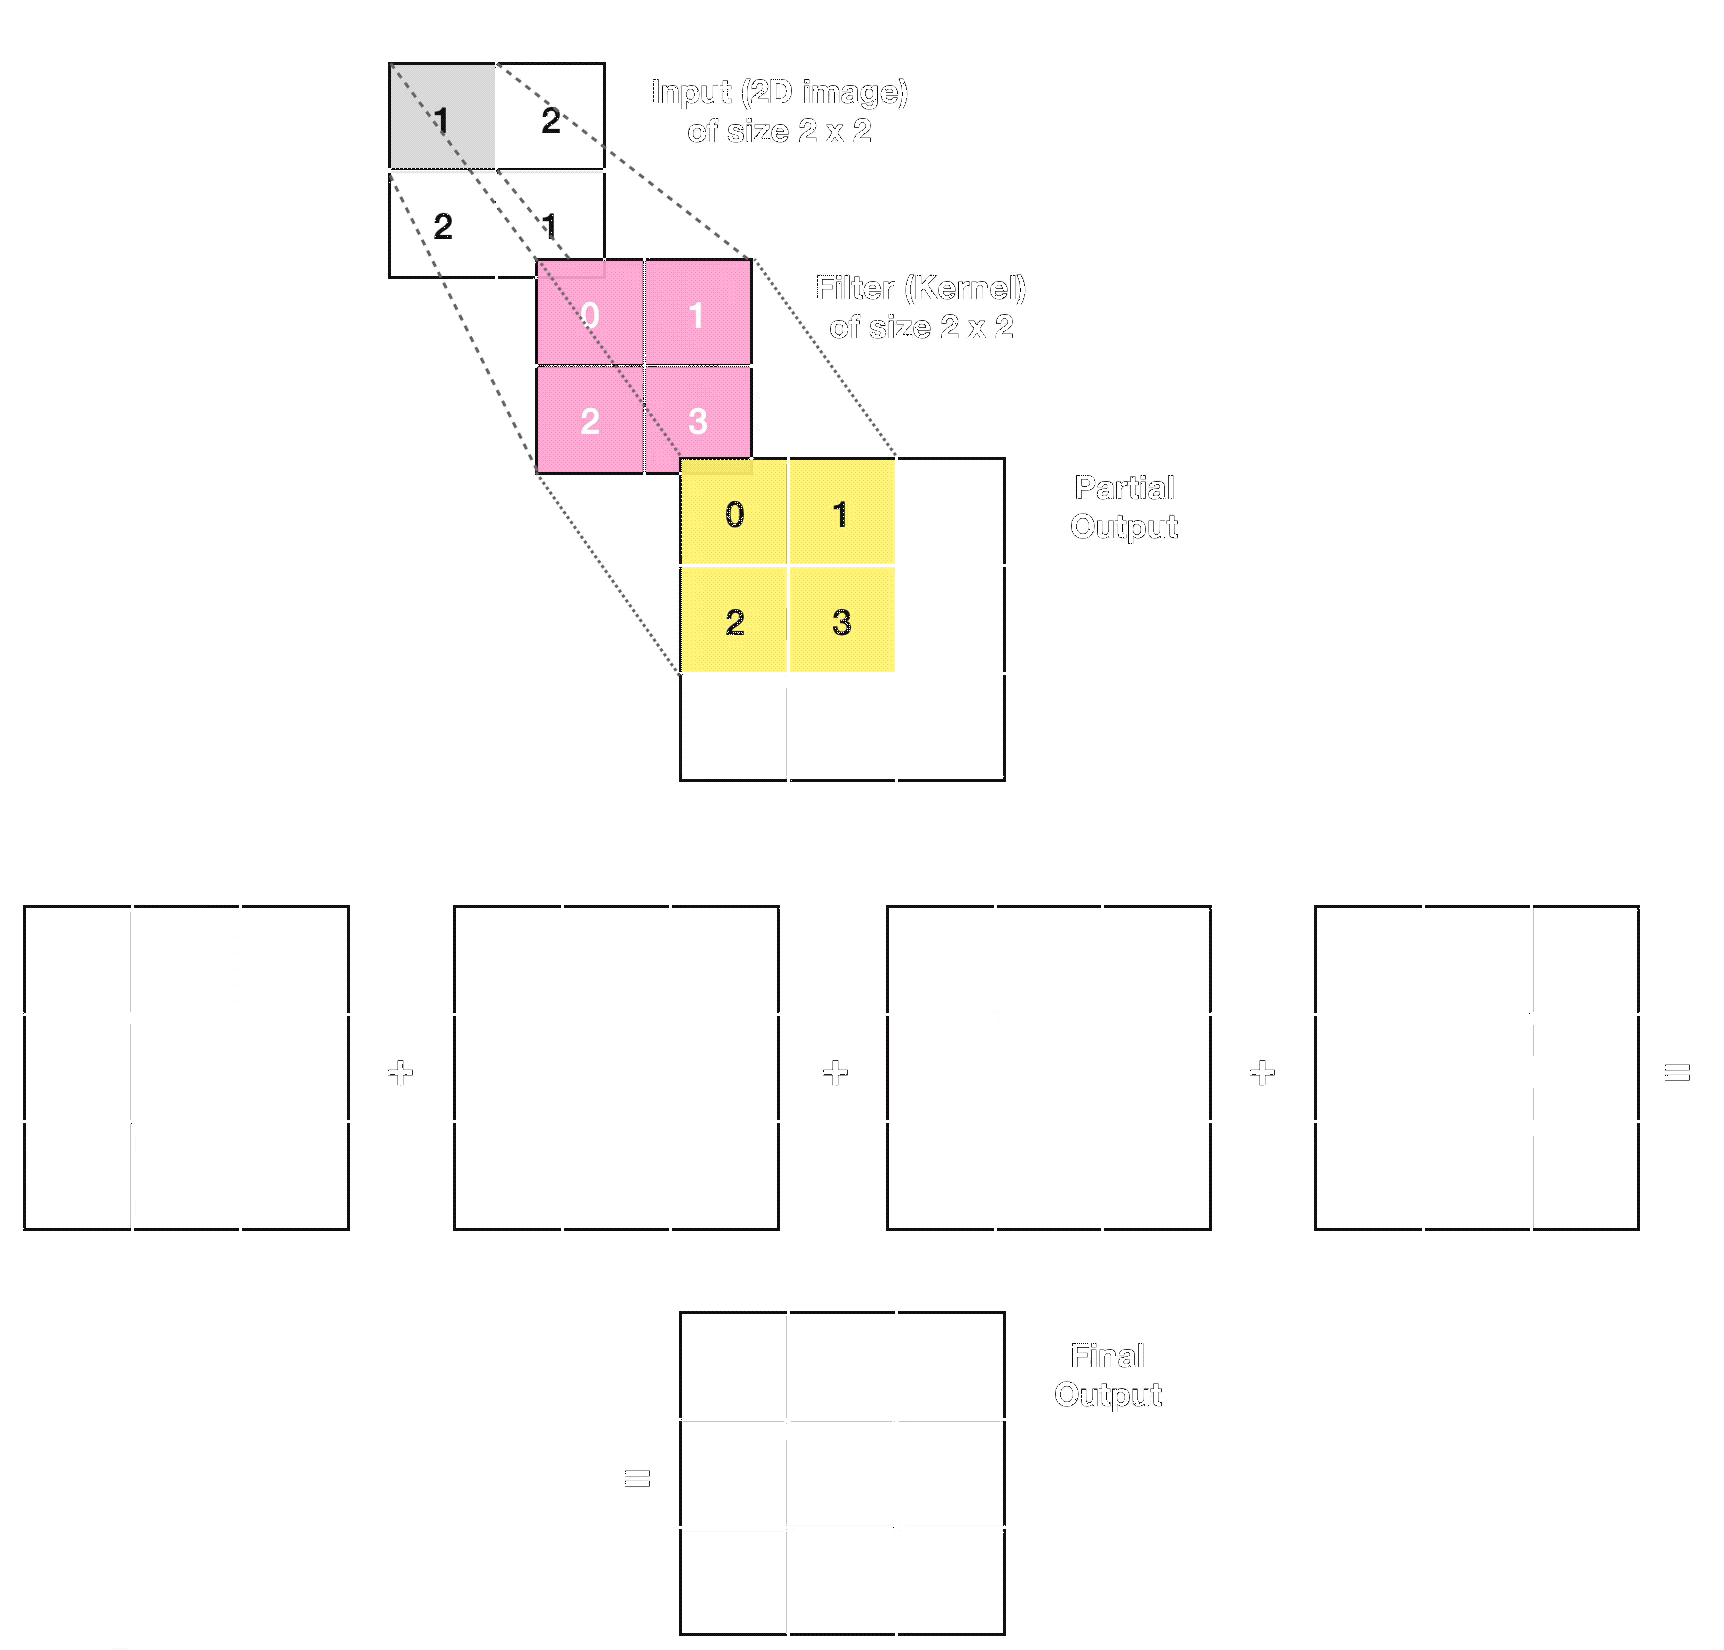 1 2
Input (2D image)
of size 2 x 2
2 1
0 1
Filter (Kernel)
of size 2 x 2
2 3
0 1
Partial
Output
2 3
+ + + =
Final
Output
=